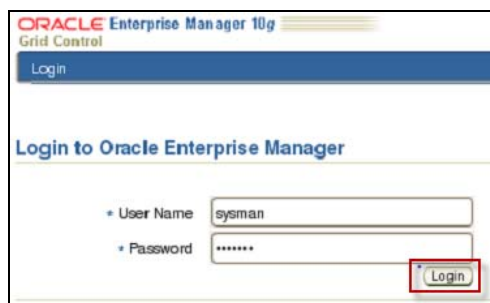 ORACLE Enterprise Manager 10g
Grid Control
Login
Login to Oracle Enterprise Manager
* User Name sysman
* Password •••••••
Login